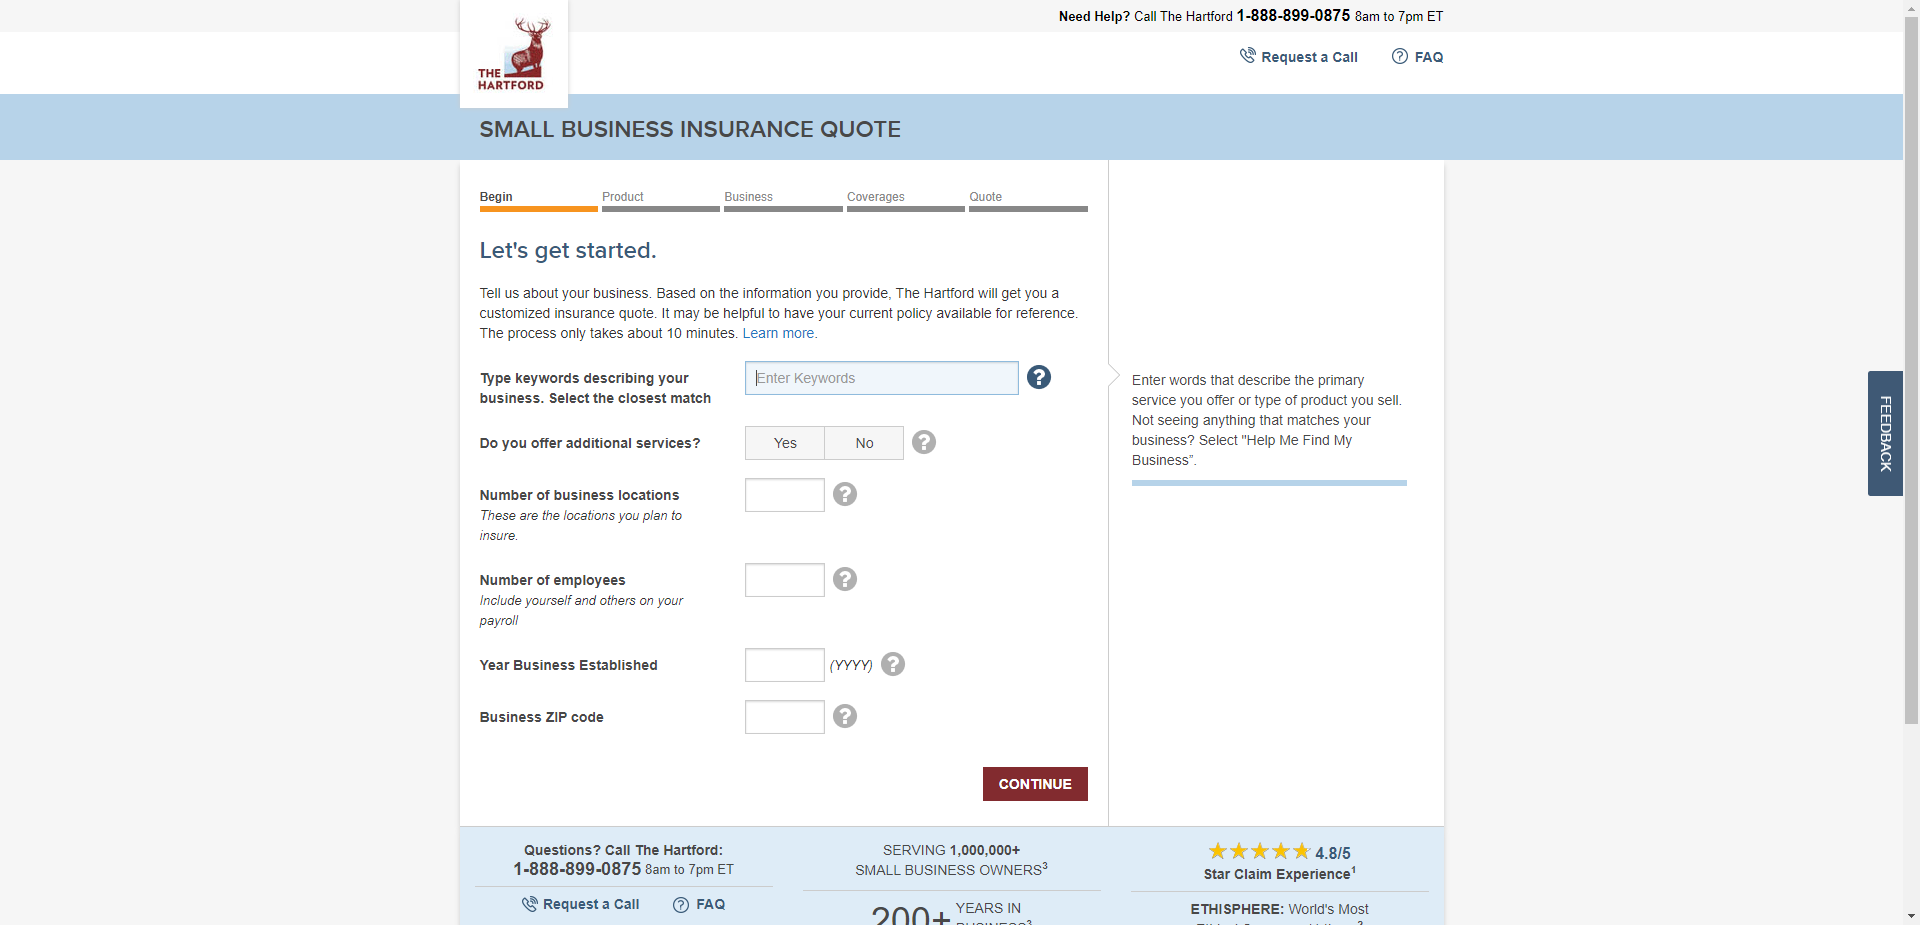 Need Help? Call The Hartford 1-888-899-0875 8am to 7pm ET
THE
HARTFORD
Request a Call
FAQ
SMALL BUSINESS INSURANCE QUOTE
Begin
Product
Business
Coverages
Quote
Let's get started.
Tell us about your business. Based on the information you provide, The Hartford will get you a
customized insurance quote. It may be helpful to have your current policy available for reference.
The process only takes about 10 minutes. Learn more.
Type keywords describing your
business. Select the closest match
Enter Keywords
?
Enter words that describe the primary
service you offer or type of product you sell.
Not seeing anything that matches your
business? Select "Help Me Find My
Business”.
FEEDBACK
Do you offer additional services?
Yes
No
?
Number of business locations
These are the locations you plan to
insure.
?
Number of employees
Include yourself and others on your
payroll
?
Year Business Established
(YYYY)
?
Business ZIP code
?
CONTINUE
Questions? Call The Hartford:
1-888-899-0875 8am to 7pm ET
Request a Call
FAQ
SERVING 1,000,000+
SMALL BUSINESS OWNERS3
200+
YEARS IN
BUSINESS3
4.8/5
Star Claim Experience1
ETHISPHERE: World's Most